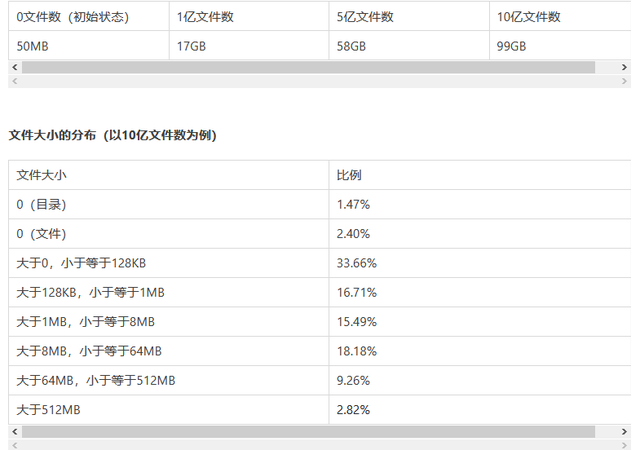 0文件数（初始状态） 1亿文件数 5亿文件数 10亿文件数
50MB 17GB 58GB 99GB
文件大小的分布（以10亿文件数为例）
文件大小 比例
0（目录） 1.47%
0（文件） 2.40%
大于0，小于等于128KB 33.66%
大于128KB，小于等于1MB 16.71%
大于1MB，小于等于8MB 15.49%
大于8MB，小于等于64MB 18.18%
大于64MB，小于等于512MB 9.26%
大于512MB 2.82%